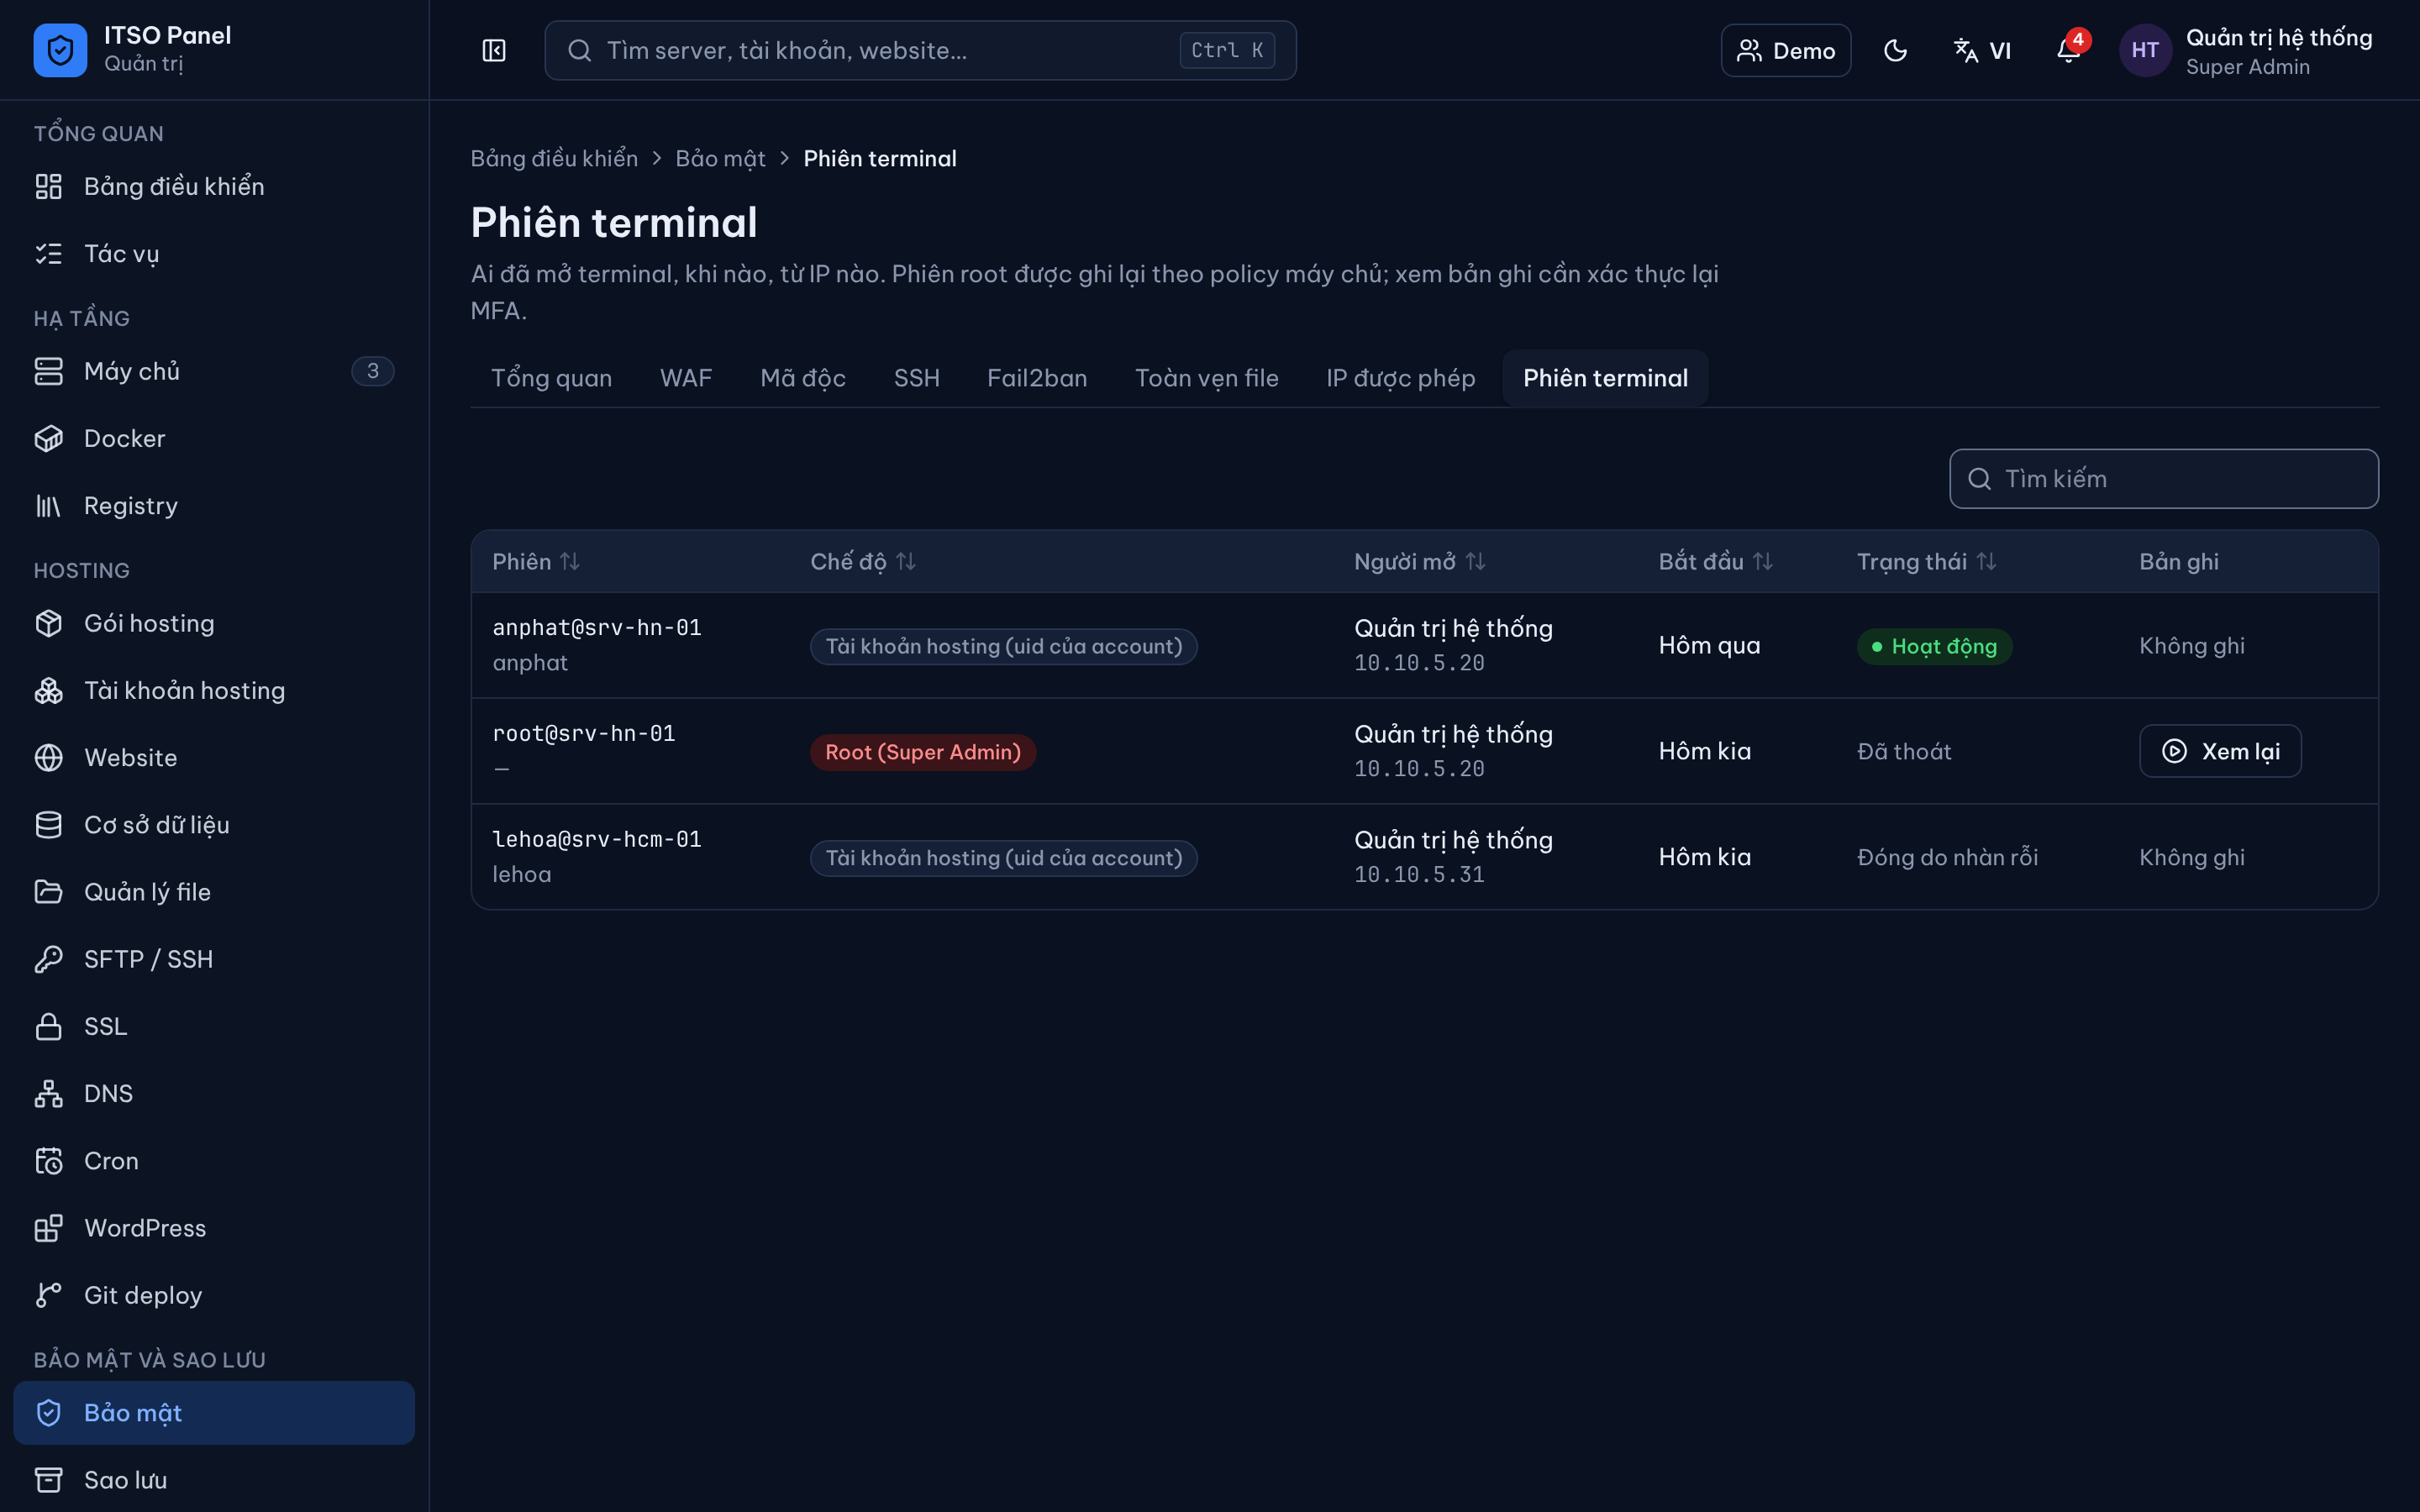 ITSO Panel
Quản trị
Tìm server, tài khoản, website...
Ctrl K
Demo
VI
4
HT
Quản trị hệ thống
Super Admin
TỔNG QUAN
Bảng điều khiển
Tác vụ
HẠ TẦNG
Máy chủ
3
Docker
Registry
HOSTING
Gói hosting
Tài khoản hosting
Website
Cơ sở dữ liệu
Quản lý file
SFTP / SSH
SSL
DNS
Cron
WordPress
Git deploy
BẢO MẬT VÀ SAO LƯU
Bảo mật
Sao lưu
Bảng điều khiển > Bảo mật > Phiên terminal
Phiên terminal
Ai đã mở terminal, khi nào, từ IP nào. Phiên root được ghi lại theo policy máy chủ; xem bản ghi cần xác thực lại
MFA.
Tổng quan WAF Mã độc SSH Fail2ban Toàn vẹn file IP được phép Phiên terminal
Tìm kiếm
Phiên Chế độ Người mở Bắt đầu Trạng thái Bản ghi
anphat@srv-hn-01
anphat
Tài khoản hosting (uid của account)
Quản trị hệ thống
10.10.5.20
Hôm qua
Hoạt động
Không ghi
root@srv-hn-01
—
Root (Super Admin)
Quản trị hệ thống
10.10.5.20
Hôm kia
Đã thoát
Xem lại
lehoa@srv-hcm-01
lehoa
Tài khoản hosting (uid của account)
Quản trị hệ thống
10.10.5.31
Hôm kia
Đóng do nhàn rỗi
Không ghi